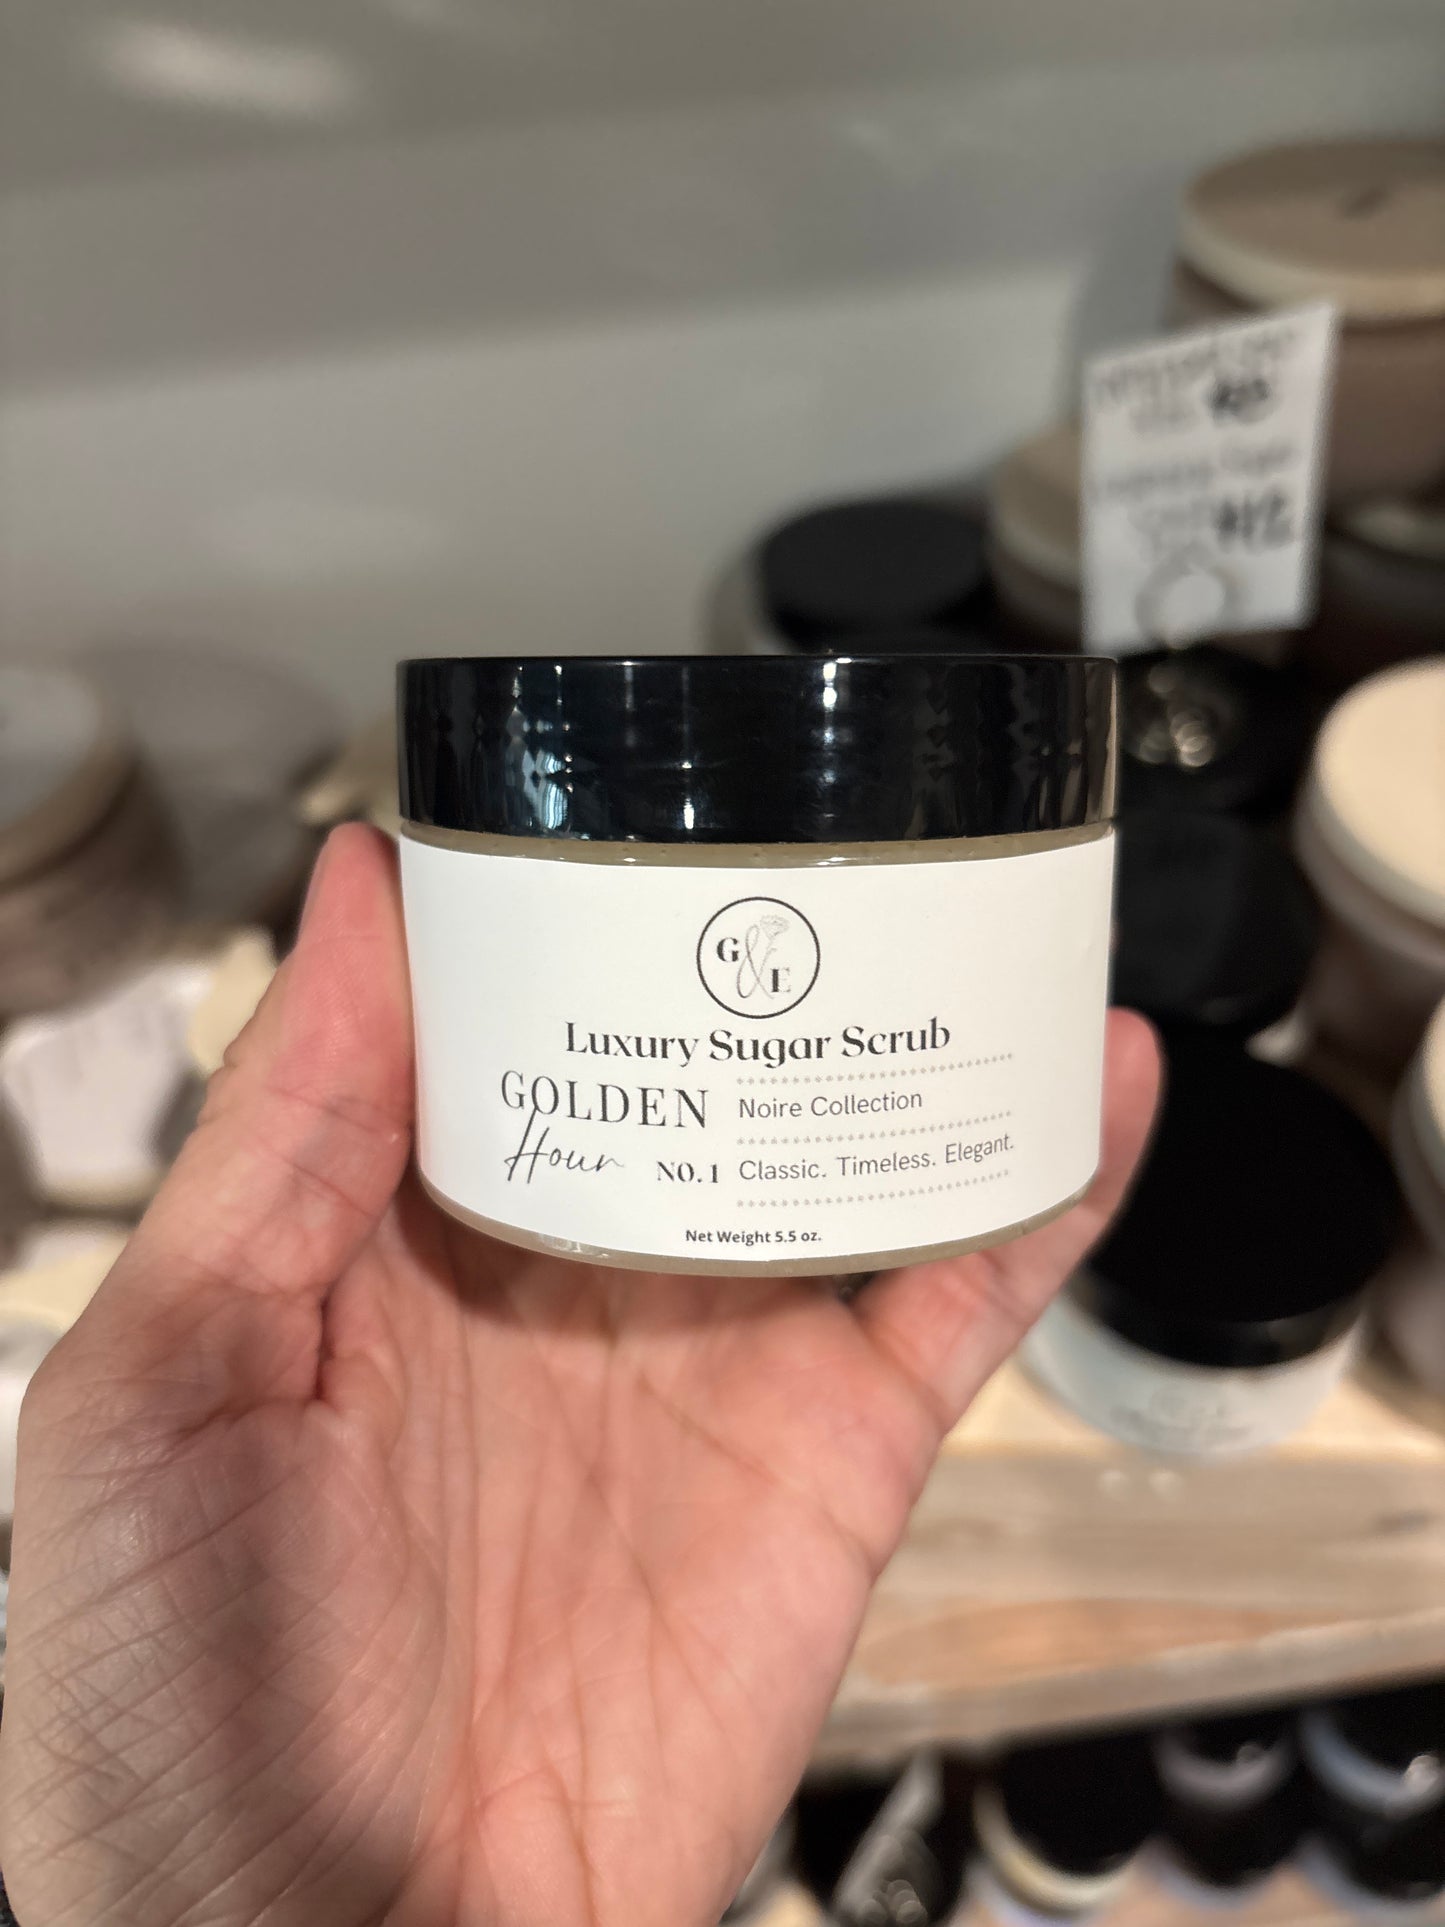 G & E
Luxury Sugar Scrub
GOLDEN
Hour NO. 1
Noire Collection
Classic. Timeless. Elegant.
Net Weight 5.5 oz.